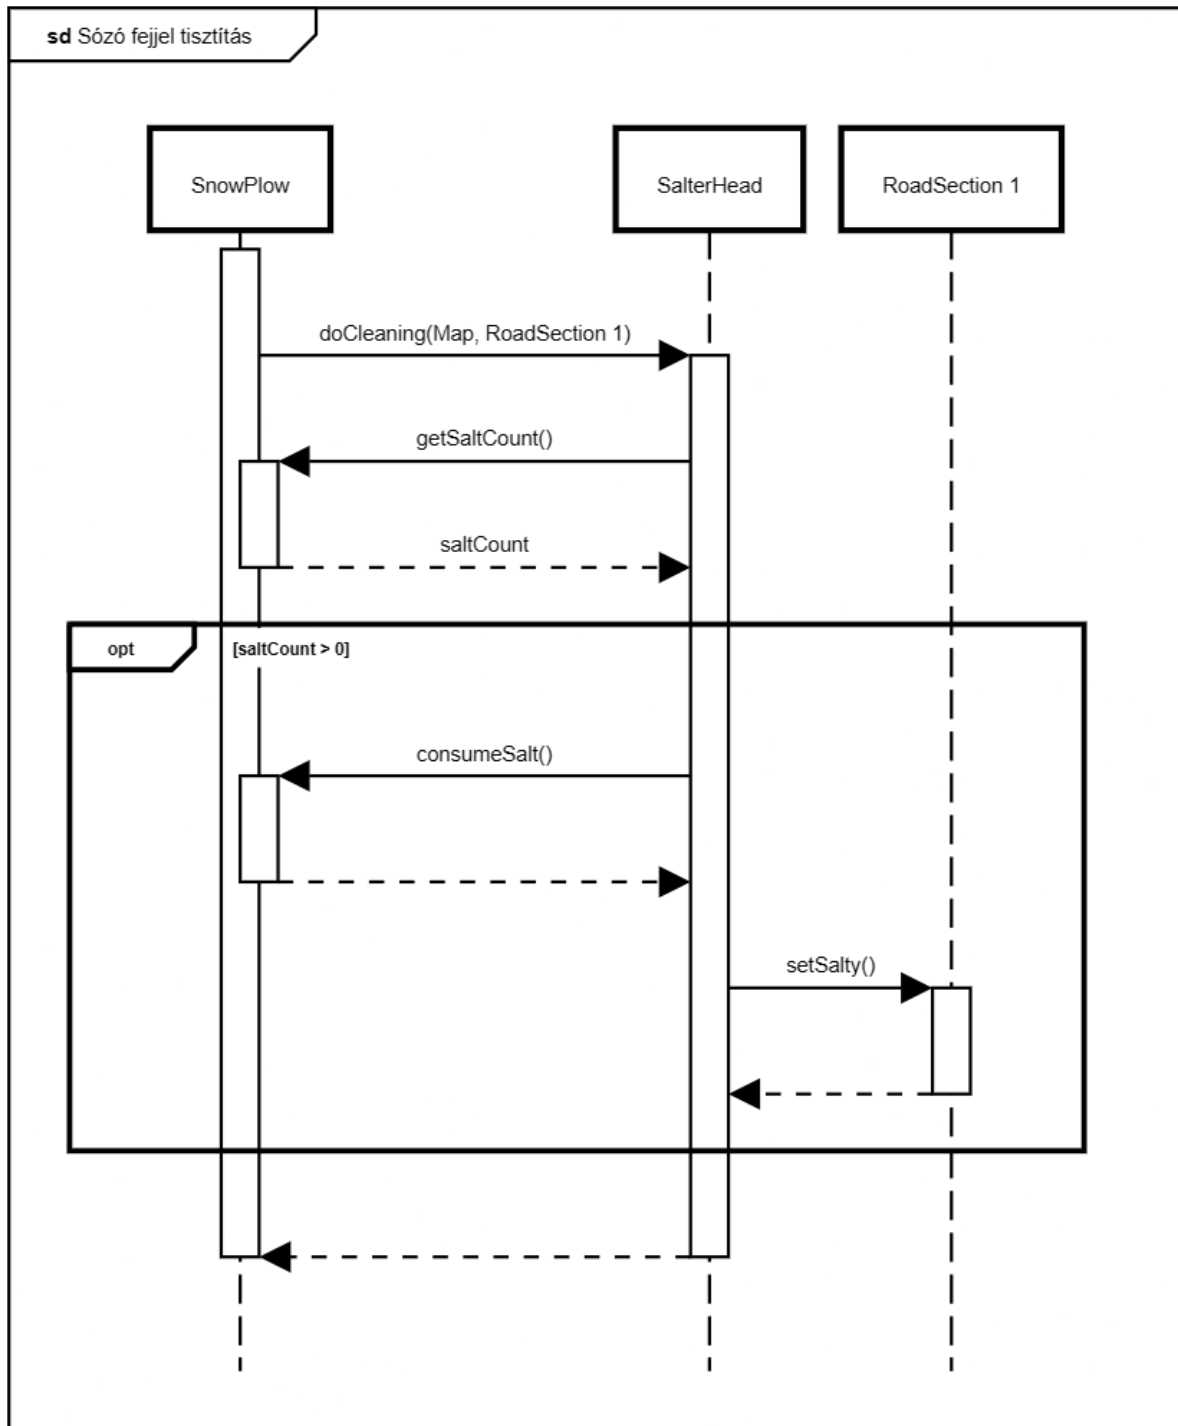 sd Sózó fejjel tisztítás
SnowPlow
SalterHead
RoadSection 1
doCleaning(Map, RoadSection 1)
getSaltCount()
saltCount
opt
[saltCount > 0]
consumeSalt()
setSalty()